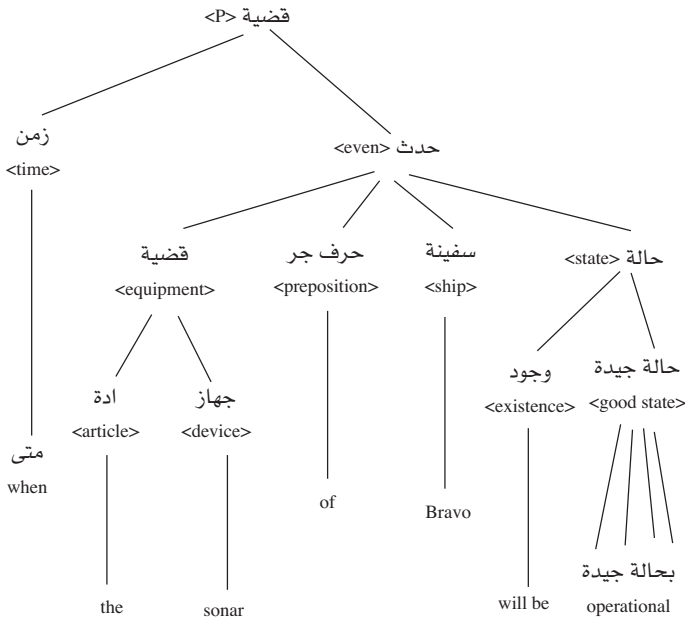 قضية <P>
زمن
<time>
حدث <even>
قضية
<equipment>
حرف جر
<preposition>
سفينة
<ship>
حالة <state>
ادة
<article>
جهاز
<device>
وجود
<existence>
حالة جيدة
<good state>
متى
when
of
Bravo
بحالة جيدة
the
sonar
will be
operational